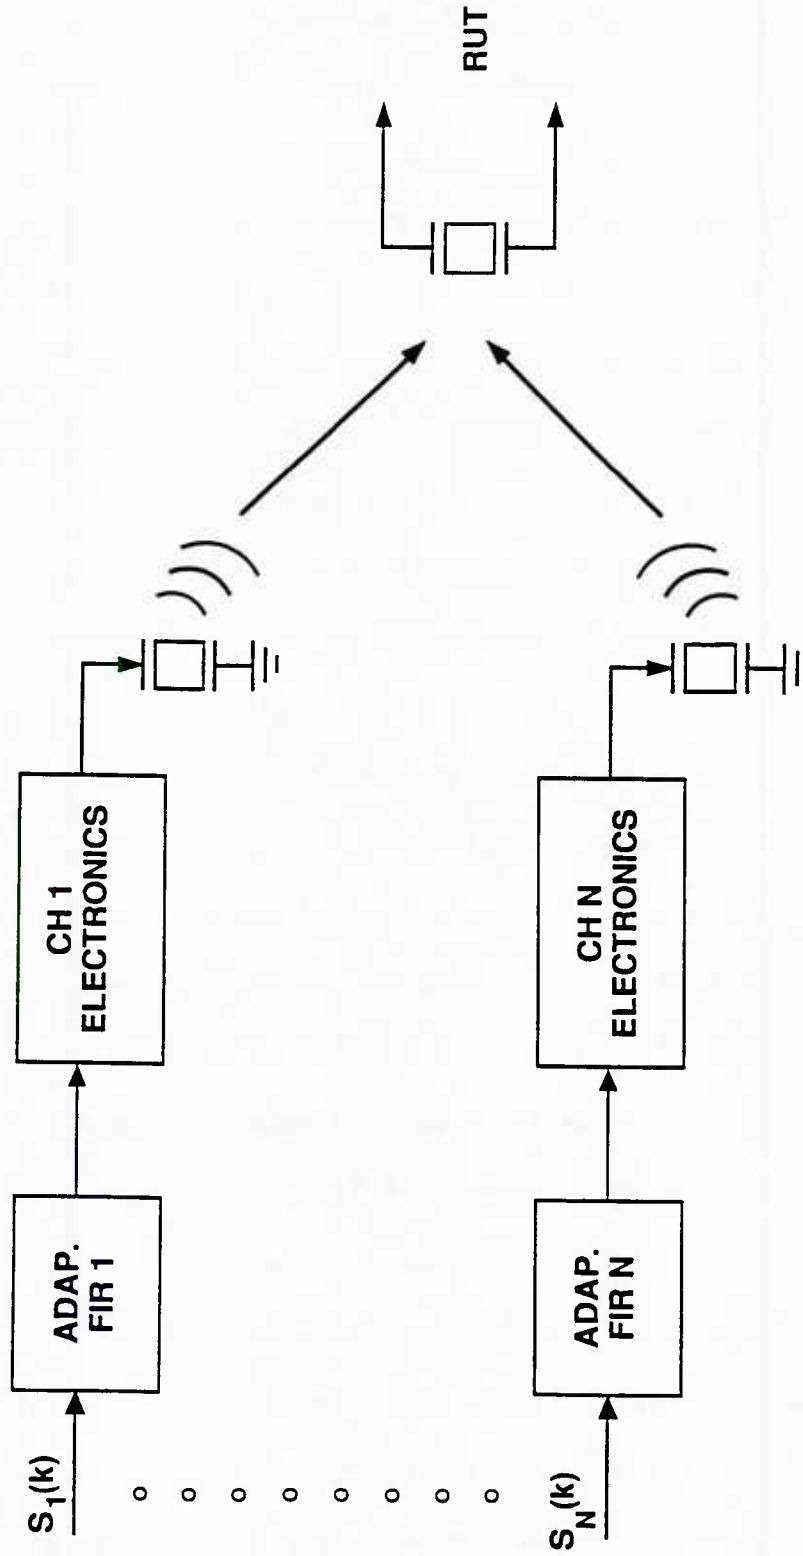 S1(k)
ADAP.
FIR 1
CH 1
ELECTRONICS
RUT
SN(k)
ADAP.
FIR N
CH N
ELECTRONICS